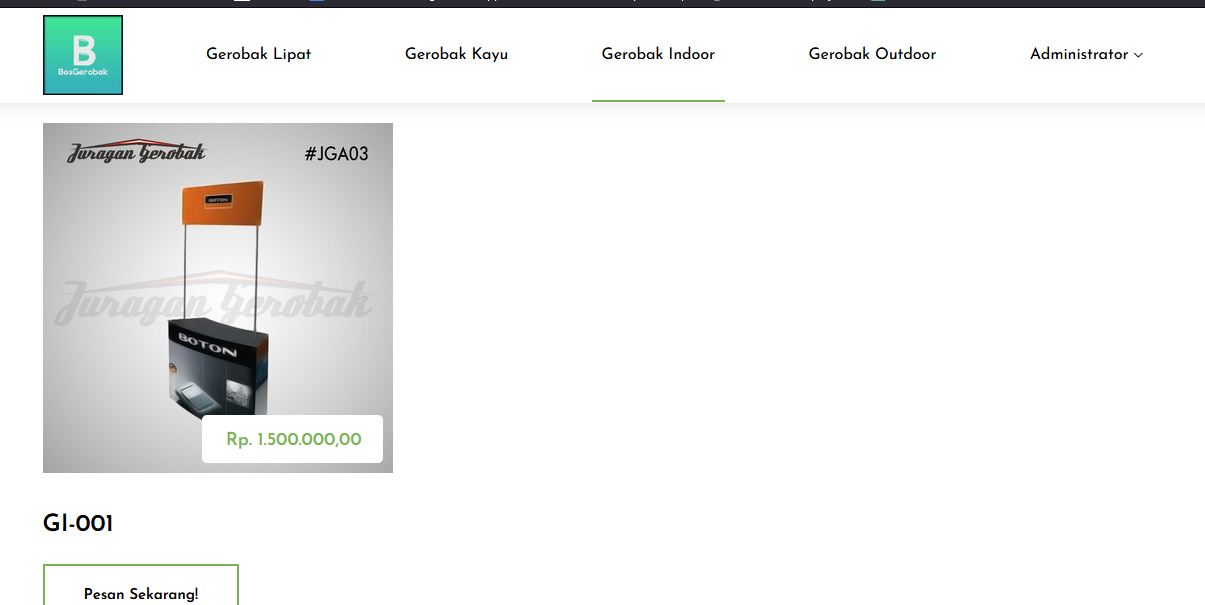 B
BosGerobak
Gerobak Lipat
Gerobak Kayu
Gerobak Indoor
Gerobak Outdoor
Administrator
Juragan Gerobak
#JGA03
BOTON
Juragan Gerobak
BOTON
Rp. 1.500.000,00
GI-001
Pesan Sekarang!